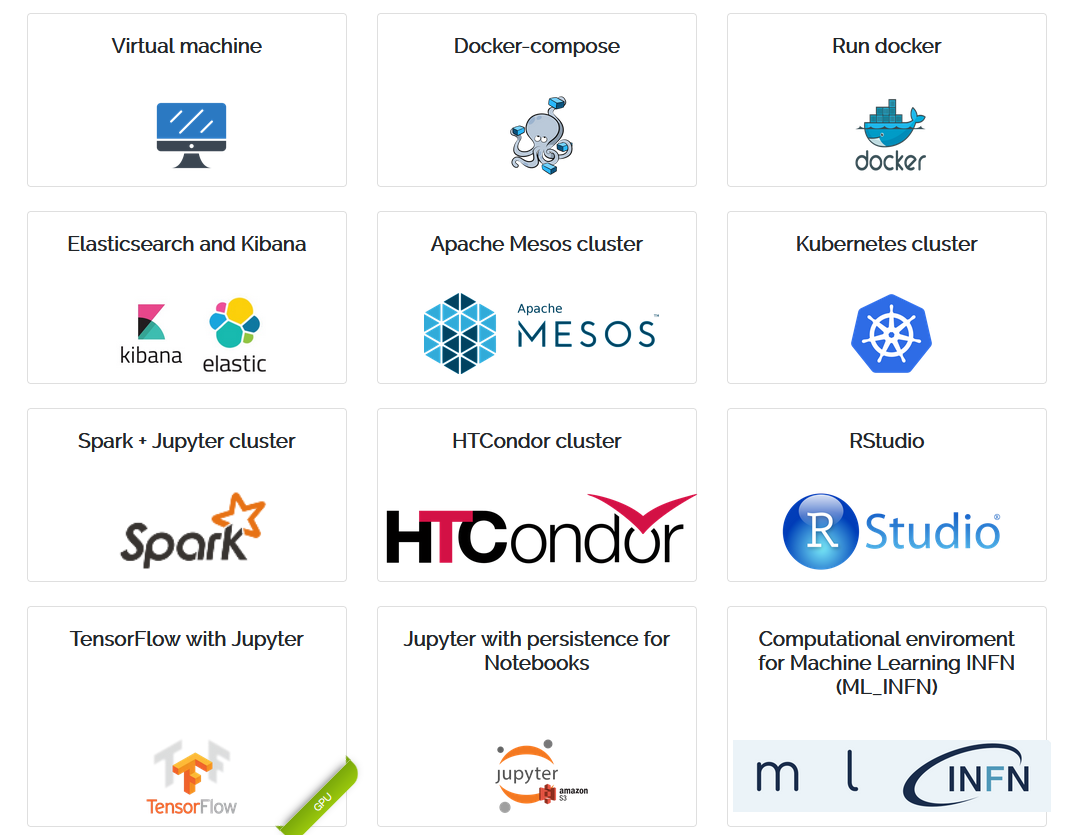 Virtual machine
Docker-compose
Run docker
docker
Elasticsearch and Kibana
kibana
elastic
Apache Mesos cluster
Apache
MESOS™
Kubernetes cluster
Spark + Jupyter cluster
Spark
HTCondor cluster
HTCondor
RStudio
R Studio®
TensorFlow with Jupyter
TF
TensorFlow
GPU
Jupyter with persistence for
Notebooks
jupyter
amazon
S3
Computational enviroment
for Machine Learning INFN
(ML_INFN)
m l INFN